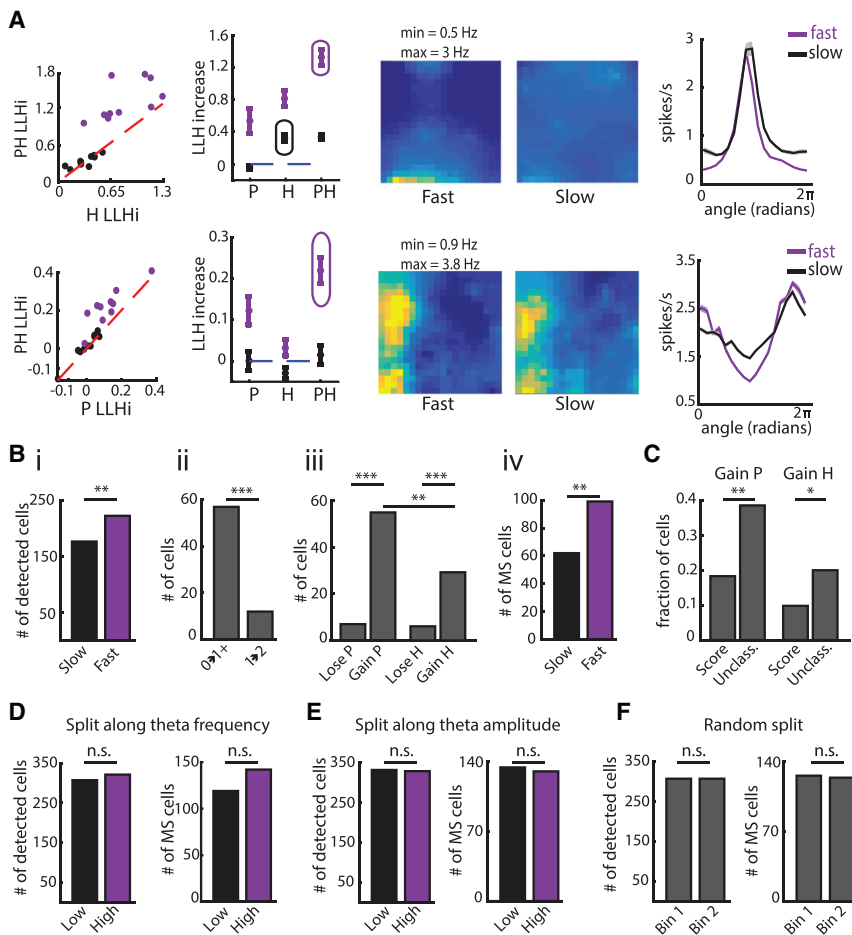 A
PH LLHi
1.8
1.2
0.6
0
0
0.65
1.3
H LLHi
LLH increase
1.2
0.8
0.4
0
P
H
PH
min = 0.5 Hz
max = 3 Hz
Fast
Slow
fast
slow
spikes/s
3
2
1
0
0
2π
angle (radians)
PH LLHi
0.4
0.2
0
-0.1
-0.1
0
0.2
0.4
P LLHi
LLH increase
0.3
0.2
0.1
0
P
H
PH
min = 0.9 Hz
max = 3.8 Hz
Fast
Slow
fast
slow
spikes/s
3.5
2.5
1.5
0.5
0
2π
angle (radians)
B
i
# of detected cells
250
150
50
**
Slow
Fast
ii
# of cells
60
40
20
0
***
0➔1+
1➔2
iii
# of cells
60
40
20
0
***
***
**
Lose P
Gain P
Lose H
Gain H
iv
# of MS cells
100
80
60
40
20
0
**
Slow
Fast
C
Gain P
Gain H
fraction of cells
0.4
0.3
0.2
0.1
0
**
*
Score
Unclass.
Score
Unclass.
D
Split along theta frequency
# of detected cells
350
250
150
50
n.s.
Low
High
# of MS cells
150
100
50
0
n.s.
Low
High
E
Split along theta amplitude
# of detected cells
350
250
150
50
n.s.
Low
High
# of MS cells
140
70
0
n.s.
Low
High
F
Random split
# of detected cells
350
250
150
50
n.s.
Bin 1
Bin 2
# of MS cells
140
70
0
n.s.
Bin 1
Bin 2